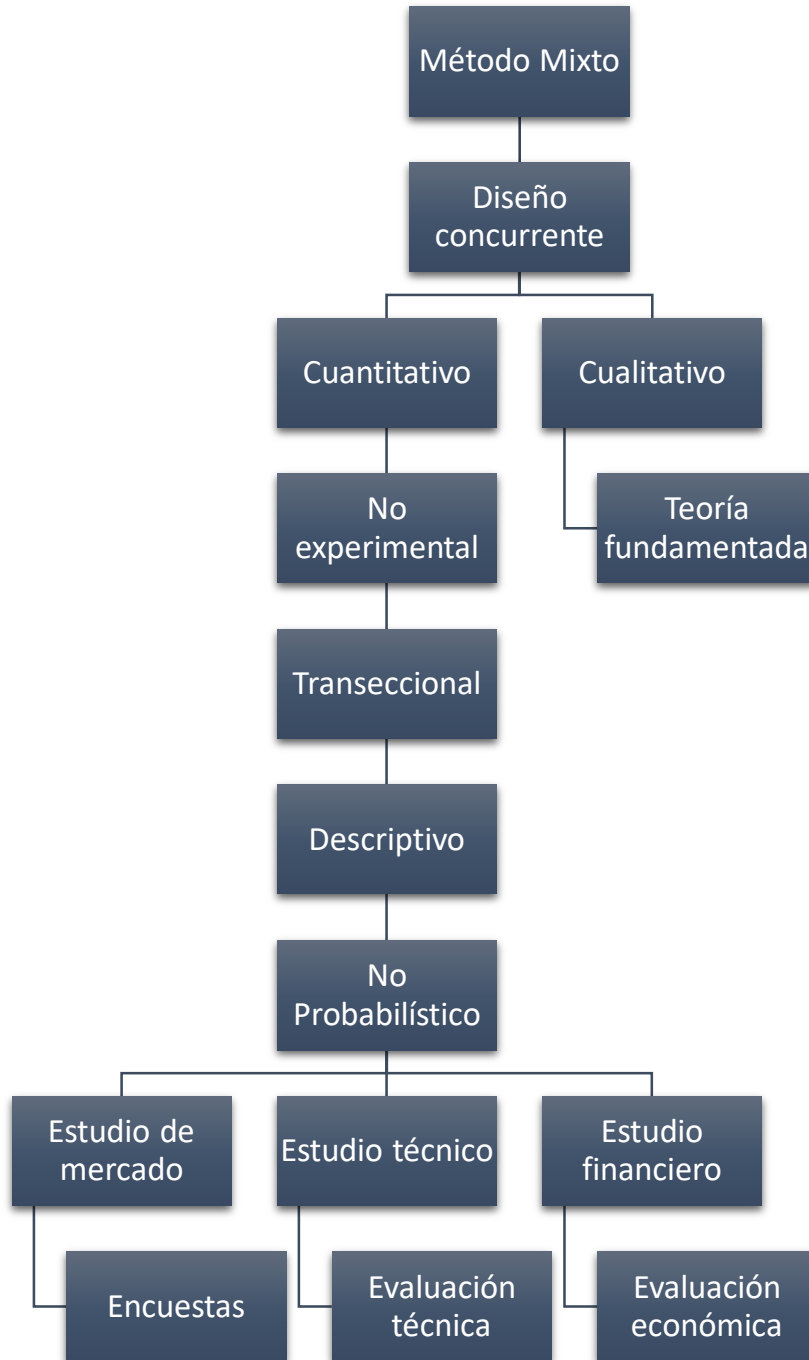 Método Mixto
Diseño
concurrente
Cuantitativo
Cualitativo
No
experimental
Teoría
fundamentada
Transeccional
Descriptivo
No
Probabilístico
Estudio de
mercado
Estudio técnico
Estudio
financiero
Encuestas
Evaluación
técnica
Evaluación
económica